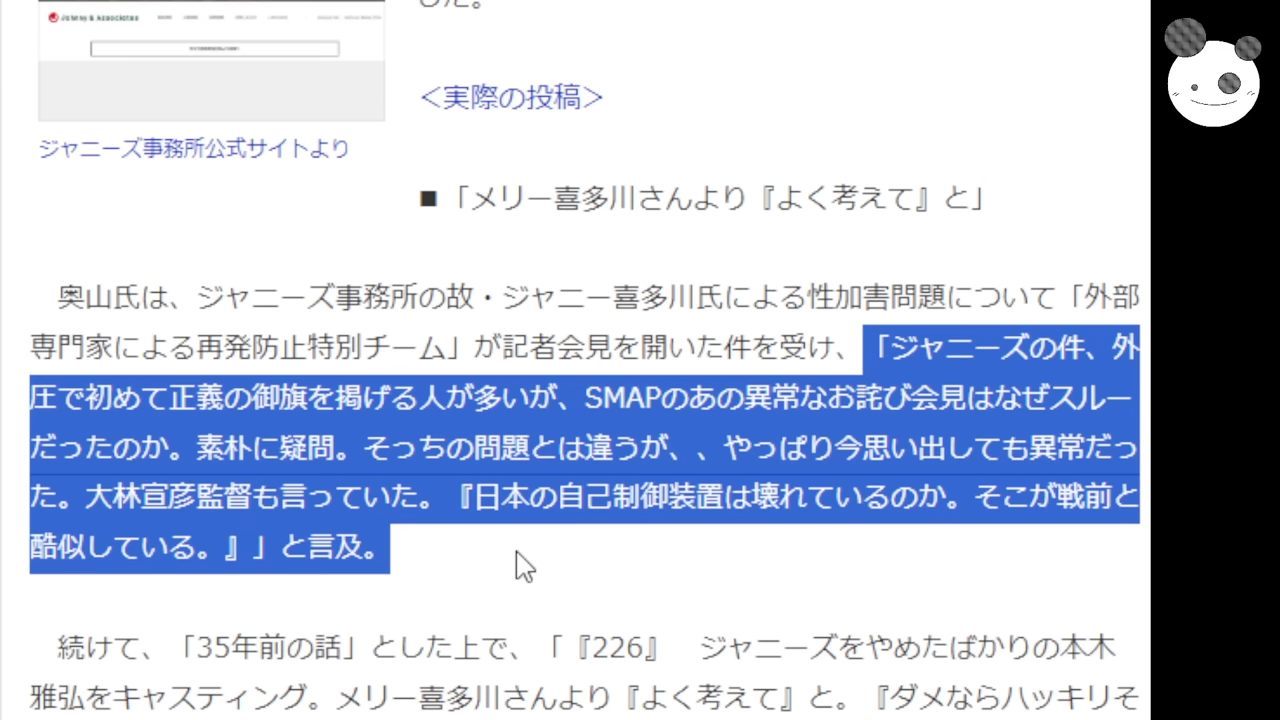 した。
Johnny & Associates
<実際の投稿>
ジャニーズ事務所公式サイトより
■「メリー喜多川さんより『よく考えて』と」
奥山氏は、ジャニーズ事務所の故・ジャニー喜多川氏による性加害問題について「外部
専門家による再発防止特別チーム」が記者会見を開いた件を受け、「ジャニーズの件、外
圧で初めて正義の御旗を掲げる人が多いが、SMAPのあの異常なお詫び会見はなぜスルー
だったのか。素朴に疑問。そっちの問題とは違うが、、やっぱり今思い出しても異常だっ
た。大林宣彦監督も言っていた。『日本の自己制御装置は壊れているのか。そこが戦前と
酷似している。』」と言及。
続けて、「35年前の話」とした上で、「『226』 ジャニーズをやめたばかりの本木
雅弘をキャスティング。メリー喜多川さんより『よく考えて』と。『ダメならハッキリそ